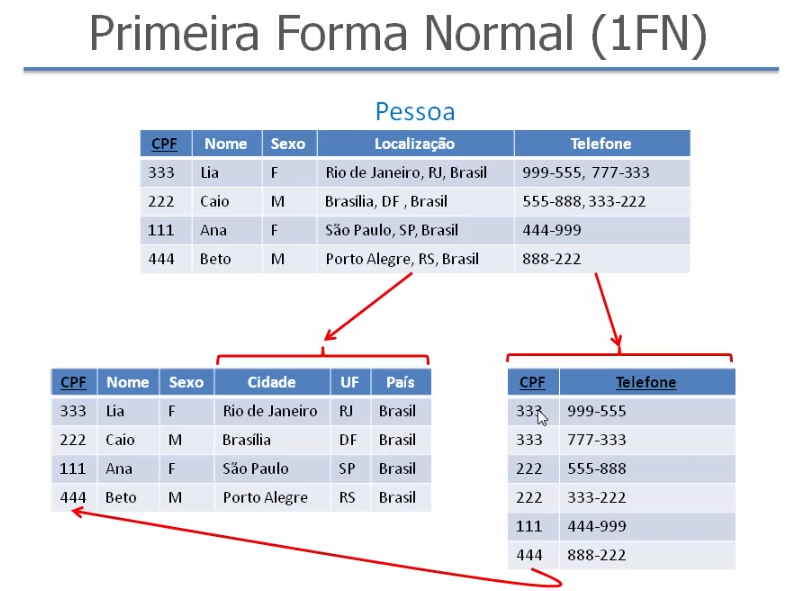 Primeira Forma Normal (1FN)
Pessoa
CPF Nome Sexo Localização Telefone
333 Lia F Rio de Janeiro, RJ, Brasil 999-555, 777-333
222 Caio M Brasília, DF , Brasil 555-888, 333-222
111 Ana F São Paulo, SP, Brasil 444-999
444 Beto M Porto Alegre, RS, Brasil 888-222
CPF Nome Sexo Cidade UF País
333 Lia F Rio de Janeiro RJ Brasil
222 Caio M Brasília DF Brasil
111 Ana F São Paulo SP Brasil
444 Beto M Porto Alegre RS Brasil
CPF Telefone
333 999-555
333 777-333
222 555-888
222 333-222
111 444-999
444 888-222